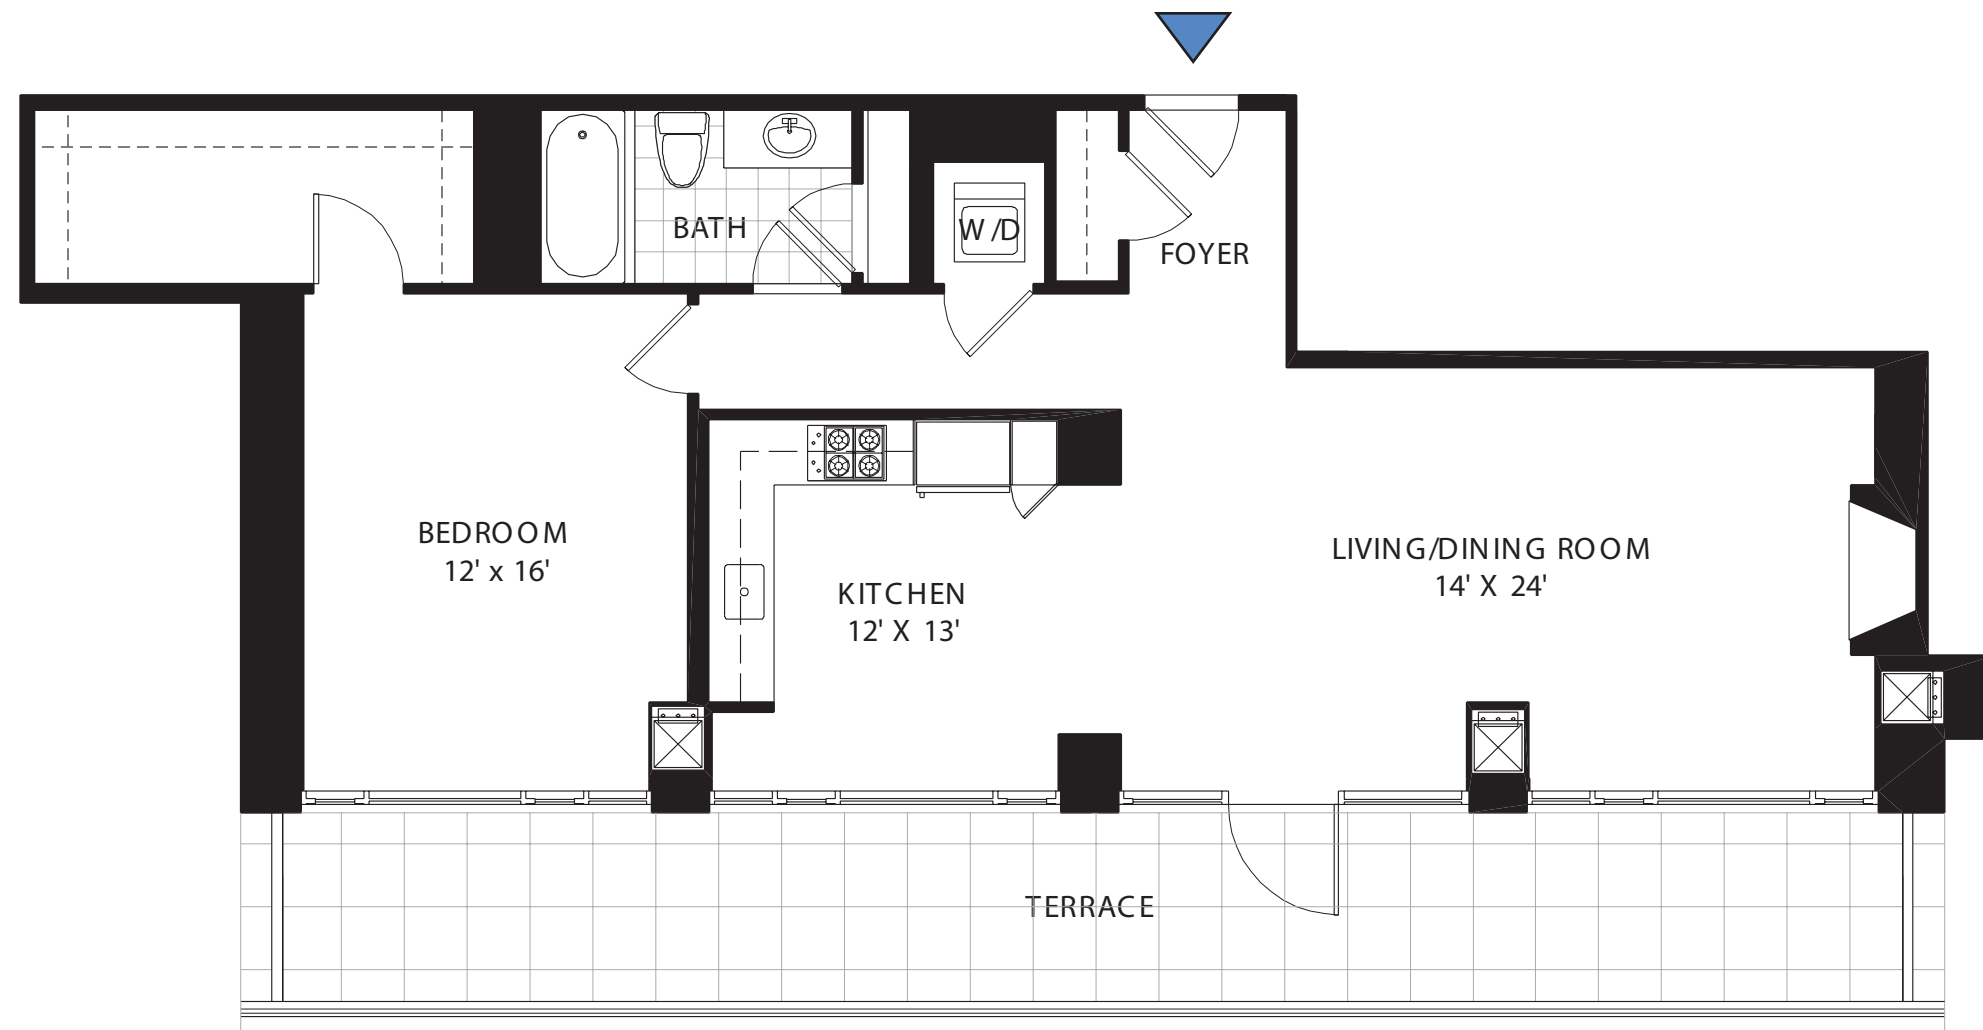 BATH
W/D
FOYER
BEDROOM
12' x 16'
LIVING/DINING ROOM
14' X 24'
KITCHEN
12' X 13'
TERRACE